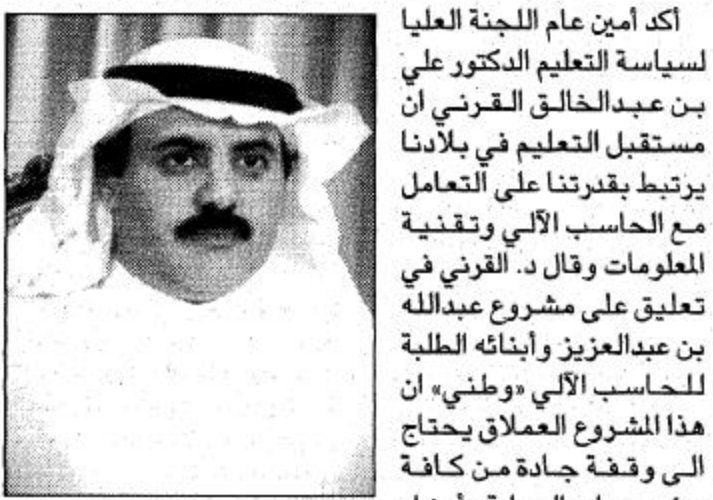 أكد أمين عام اللجنة العليا
لسياسة التعليم الدكتور علي
بن عبدالخالق القرني ان
مستقبل التعليم في بلادنا
يرتبط بقدرتنا على التعامل
مع الحاسب الآلي وتقنية
المعلومات وقال د. القرني في
تعليق على مشروع عبدالله
بن عبدالعزيز وأبنائه الطلبة
للحاسب الآلي «وطني» ان
هذا المشروع العملاق يحتاج
الى وقفة جادة من كافة